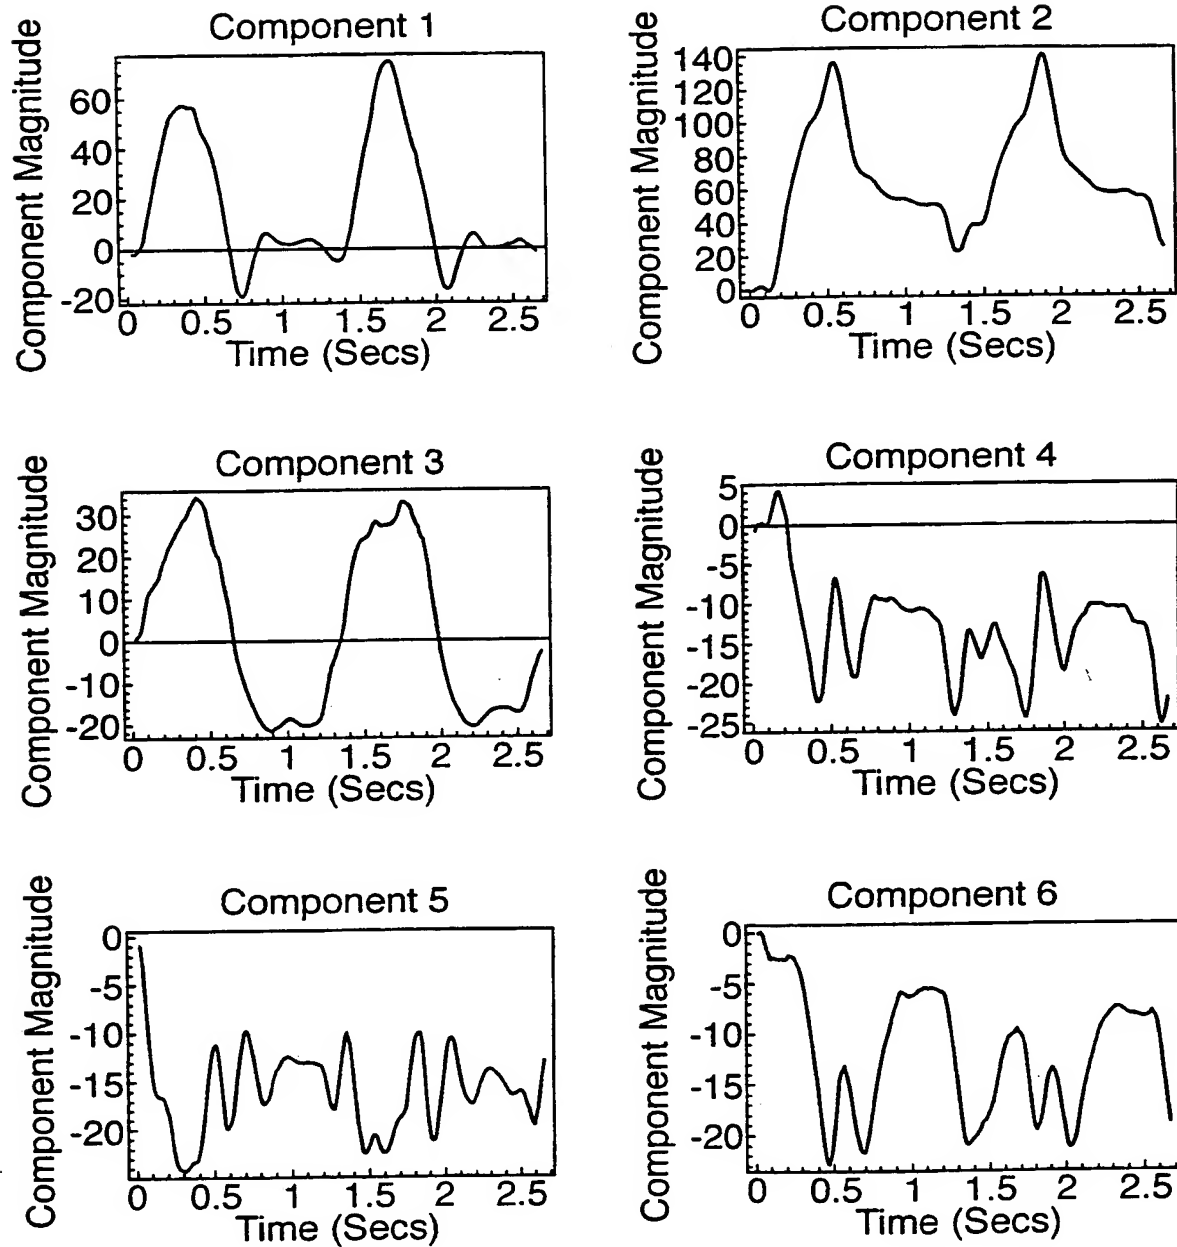 Component 1
Component Magnitude
60
40
20
0
-20
0 0.5 1 1.5 2 2.5
Time (Secs)
Component 2
Component Magnitude
140
120
100
80
60
40
20
0
0 0.5 1 1.5 2 2.5
Time (Secs)
Component 3
Component Magnitude
30
20
10
0
-10
-20
0 0.5 1 1.5 2 2.5
Time (Secs)
Component 4
Component Magnitude
5
0
-5
-10
-15
-20
-25
0 0.5 1 1.5 2 2.5
Time (Secs)
Component 5
Component Magnitude
0
-5
-10
-15
-20
0 0.5 1 1.5 2 2.5
Time (Secs)
Component 6
Component Magnitude
0
-5
-10
-15
-20
0 0.5 1 1.5 2 2.5
Time (Secs)